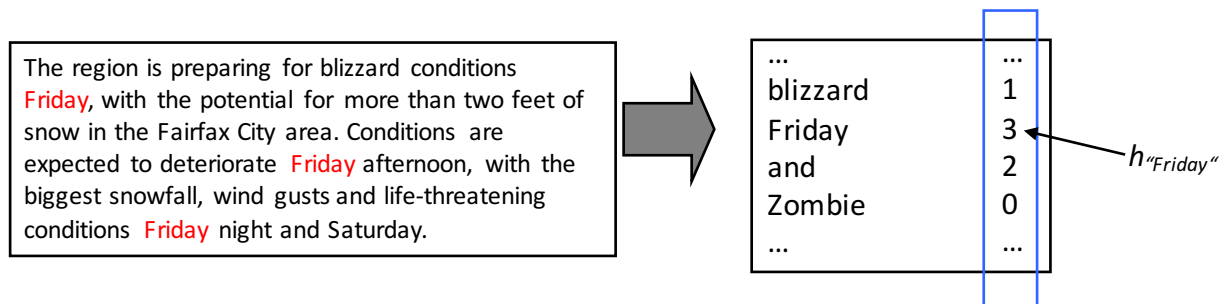 The region is preparing for blizzard conditions
Friday, with the potential for more than two feet of
snow in the Fairfax City area. Conditions are
expected to deteriorate Friday afternoon, with the
biggest snowfall, wind gusts and life-threatening
conditions Friday night and Saturday.
... ...
blizzard 1
Friday 3
and 2
Zombie 0
... ...
h“Friday“